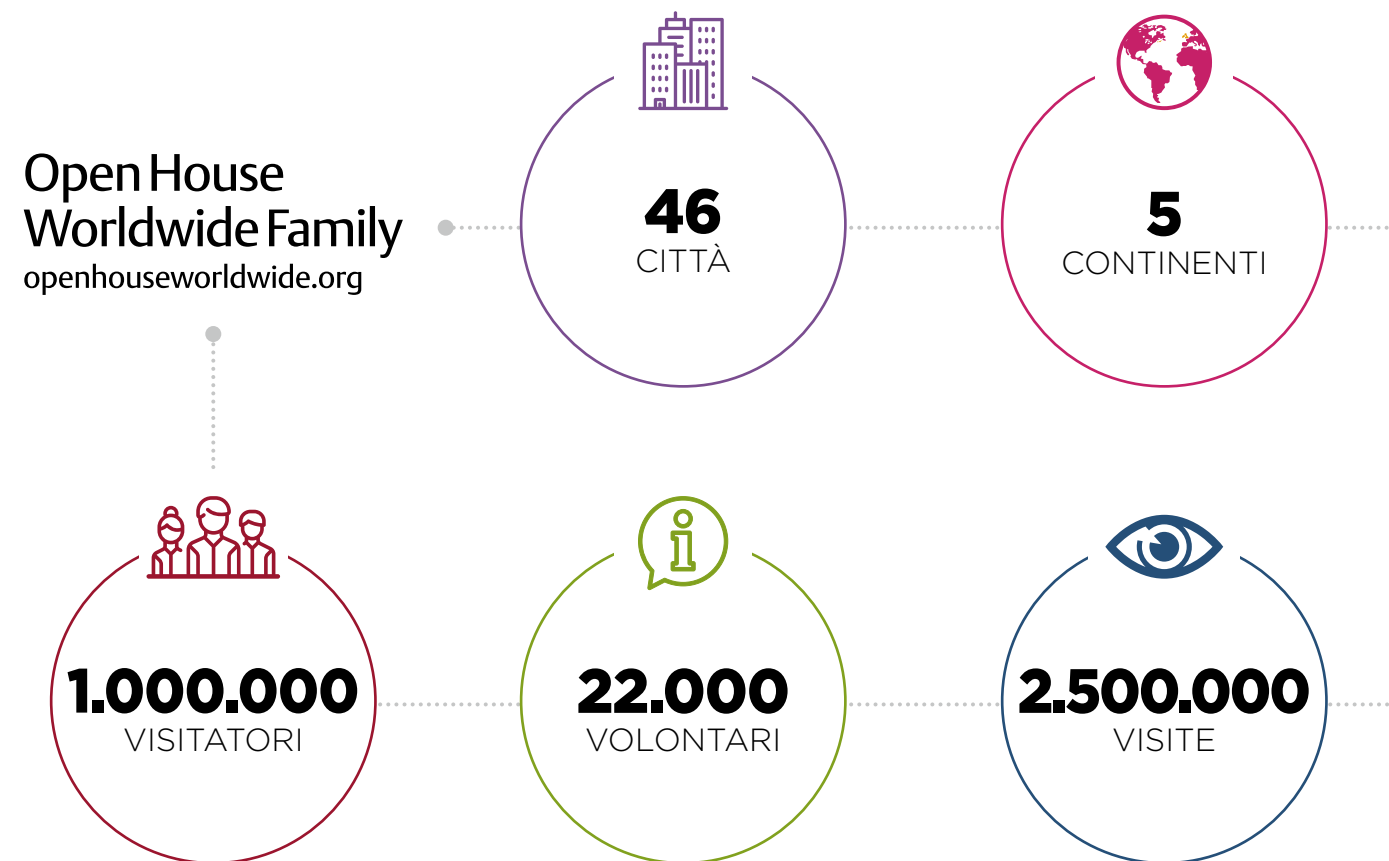 Open House
Worldwide Family
openhouseworldwide.org
46
CITTÀ
5
CONTINENTI
1.000.000
VISITATORI
22.000
VOLONTARI
2.500.000
VISITE